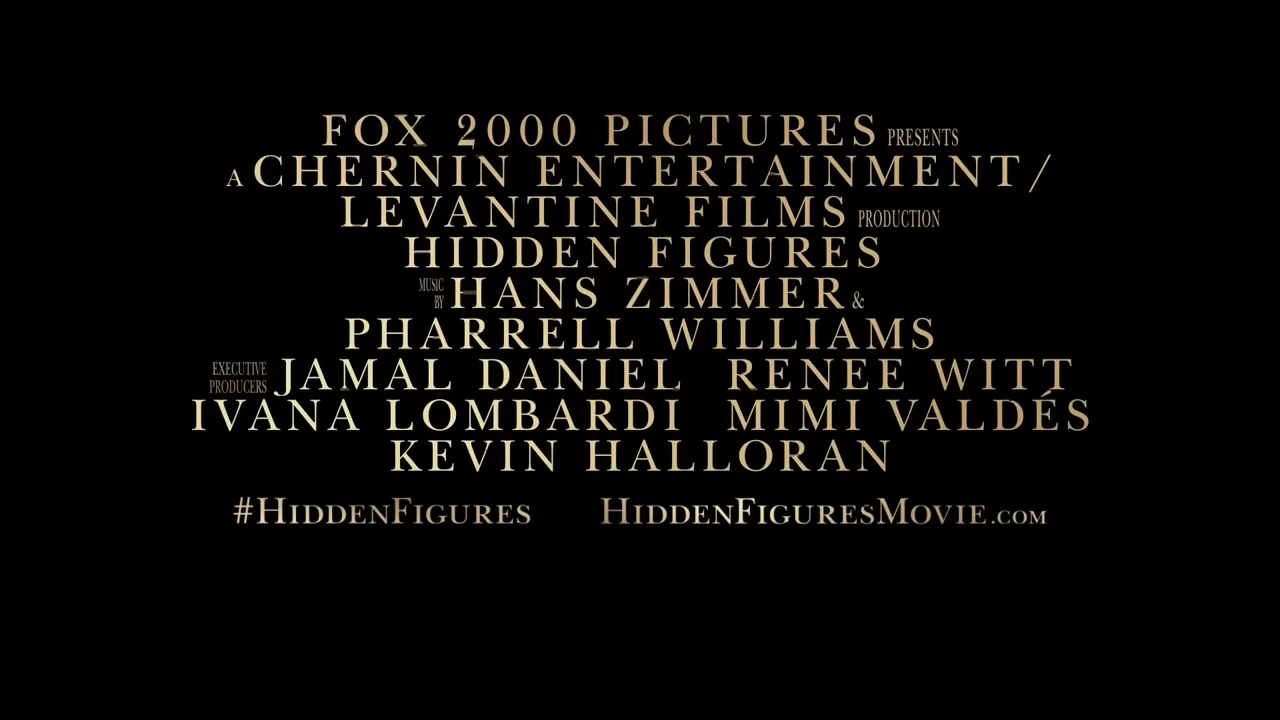 FOX 2000 PICTURES PRESENTS
A CHERNIN ENTERTAINMENT/
LEVANTINE FILMS PRODUCTION
HIDDEN FIGURES
MUSIC BY HANS ZIMMER &
PHARRELL WILLIAMS
EXECUTIVE PRODUCERS JAMAL DANIEL RENEE WITT
IVANA LOMBARDI MIMI VALDÉS
KEVIN HALLORAN
#HIDDENFIGURES HIDDENFIGURESMOVIE.COM